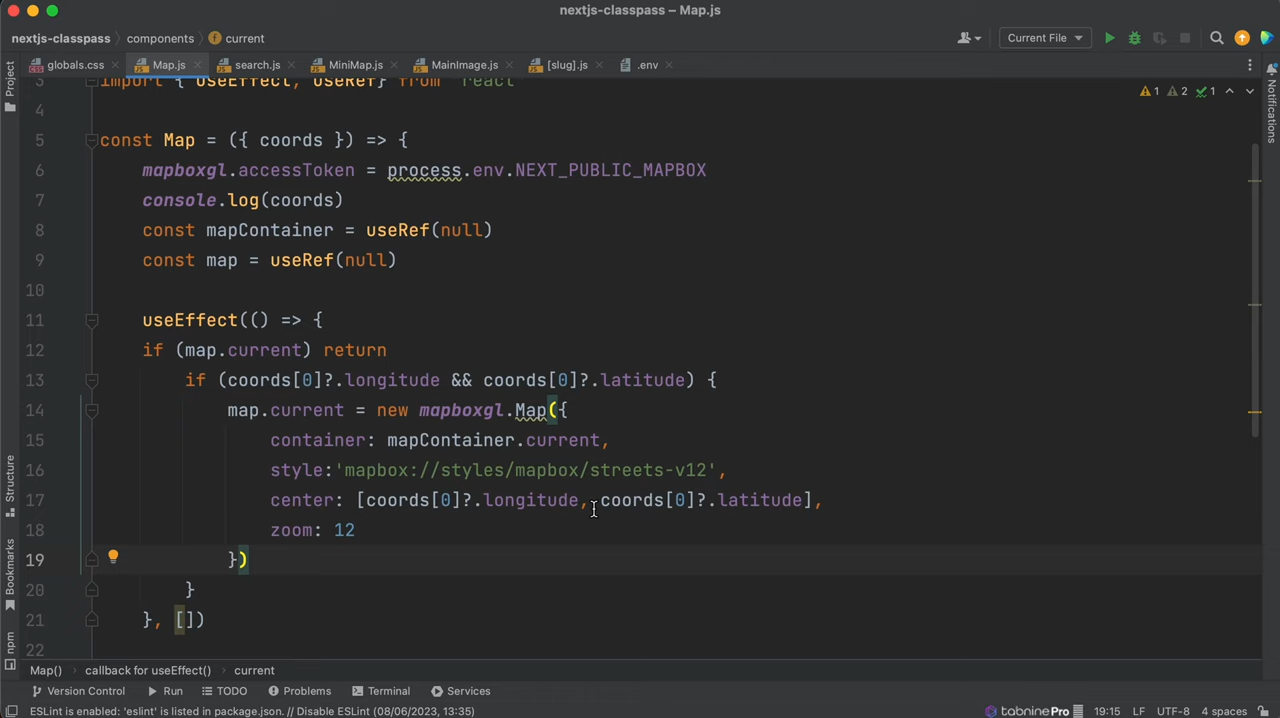 nextjs-classpass – Map.js
nextjs-classpass components current
Current File
globals.css Map.js search.js MiniMap.js MainImage.js [slug].js .env
Project
Notifications
1 2 1
3 import { useEffect, useRef} from 'react'
4
5 const Map = ({ coords }) => {
6 mapboxgl.accessToken = process.env.NEXT_PUBLIC_MAPBOX
7 console.log(coords)
8 const mapContainer = useRef(null)
9 const map = useRef(null)
10
11 useEffect(() => {
12 if (map.current) return
13 if (coords[0]?.longitude && coords[0]?.latitude) {
14 map.current = new mapboxgl.Map({
15 container: mapContainer.current,
16 style:'mapbox://styles/mapbox/streets-v12',
17 center: [coords[0]?.longitude, coords[0]?.latitude],
18 zoom: 12
19 })
20 }
21 }, [])
22
Structure
Bookmarks
npm
Map() callback for useEffect() current
Version Control Run TODO Problems Terminal Services
ESLint is enabled: 'eslint' is listed in package.json. // Disable ESLint (08/06/2023, 13:35) tabnine Pro 19:15 LF UTF-8 4 spaces